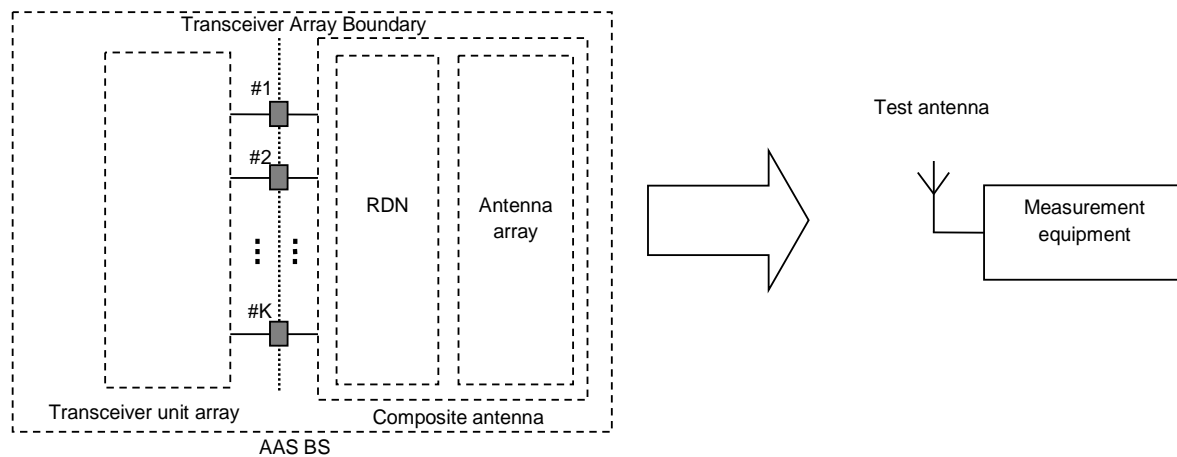 Transceiver Array Boundary
#1
#2
#K
RDN
Antenna
array
Transceiver unit array
Composite antenna
AAS BS
Test antenna
Measurement
equipment